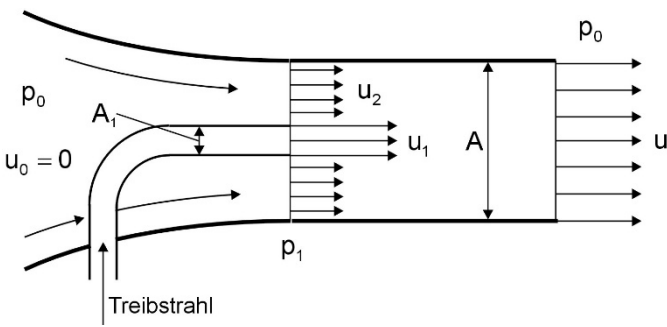 p₀
p₀
A₁
u₂
u₁
A
u
u₀ = 0
p₁
Treibstrahl